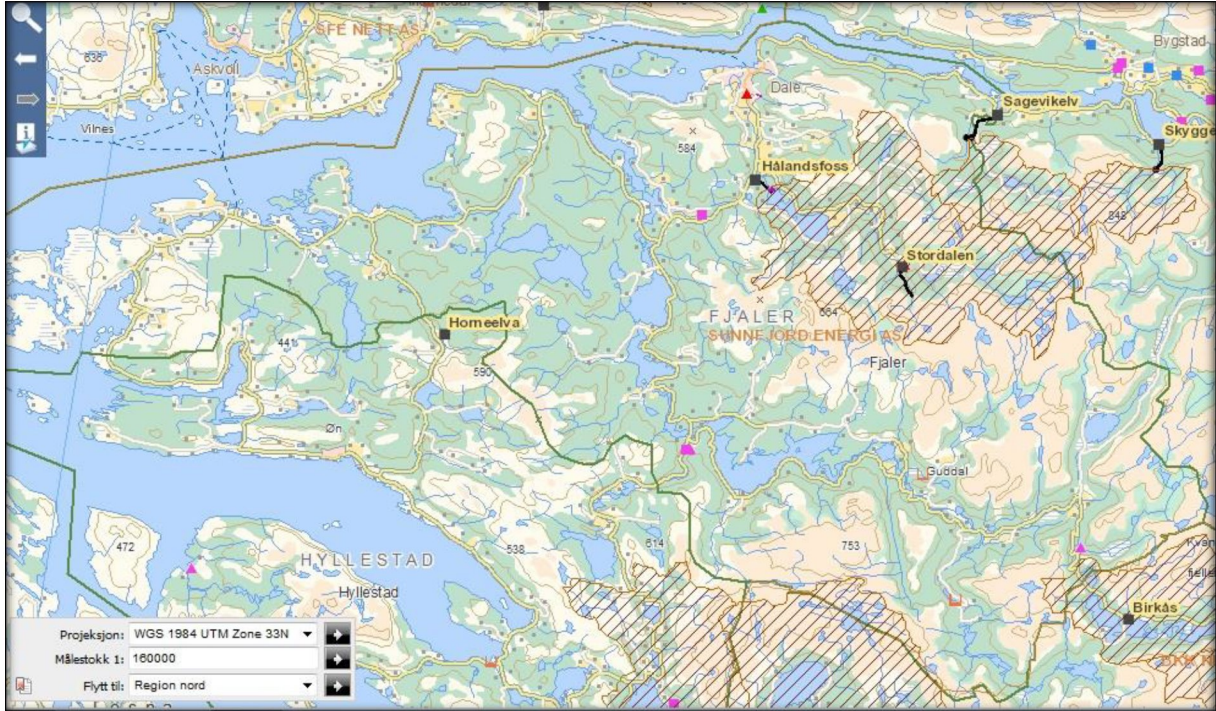 SFE NETT AS
636
Askvoll
Bygstad
Dale
Sagevikelv
Vilnes
Skygge
584
Hålandsfoss
848
Stordalen
FJALER
664
Horneelva
SUNNFJORD ENERGI AS
441
Fjaler
590
Øn
Guddal
472
HYLLESTAD
538
614
753
Hyllestad
Birkås
Projeksjon: WGS 1984 UTM Zone 33N
Målestokk 1: 160000
Flytt til: Region nord